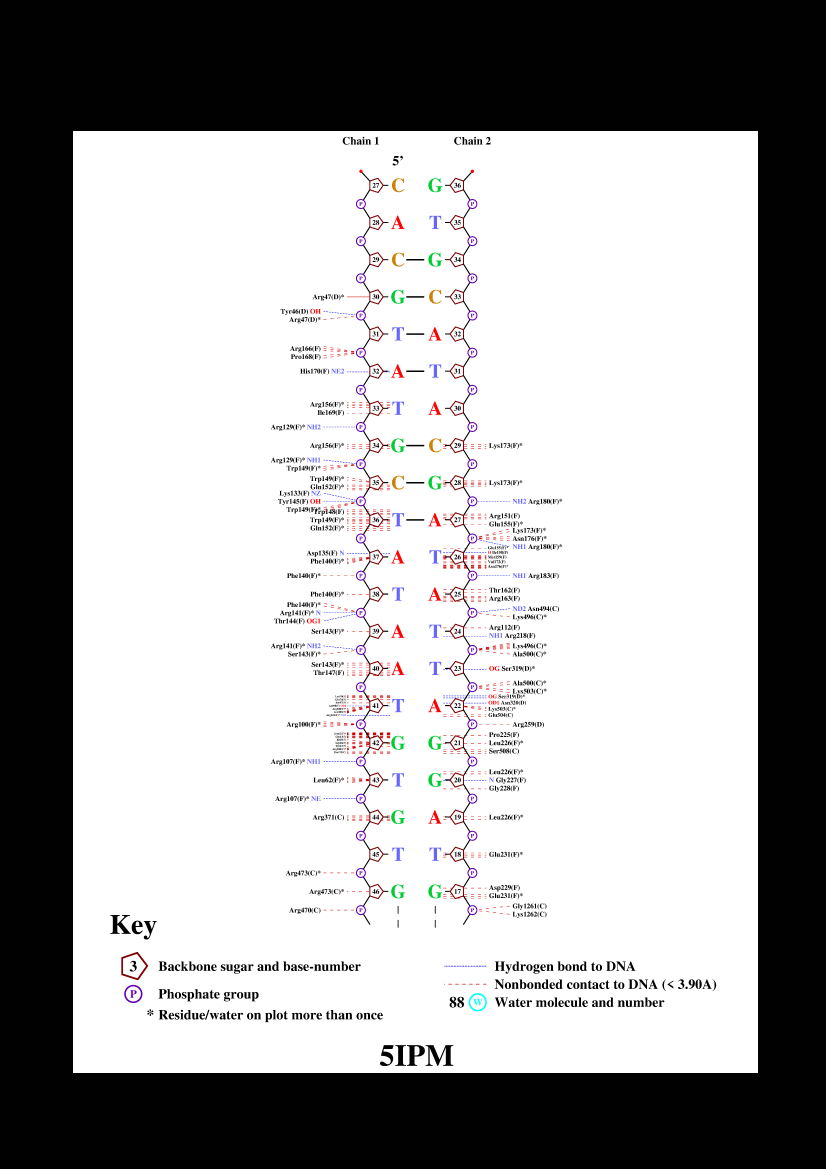 Chain 1 Chain 2
5’
27 C G 36
P P
28 A T 35
P P
29 C G 34
P P
Arg47(D)* 30 G C 33
Tyr46(D) OH P P
Arg47(D)*
31 T A 32
Arg166(F) P P
Pro168(F)
His170(F) NE2 32 A T 31
P P
Arg156(F)* 33 T A 30
Ile169(F)
Arg129(F)* NH2 P P
Arg156(F)* 34 G C 29 Lys173(F)*
Arg129(F)* NH1 P P
Trp149(F)*
Trp149(F)* 35 C G 28 Lys173(F)*
Gln152(F)*
Lys133(F) NZ
Tyr145(F) OH P P NH2 Arg180(F)*
Trp149(F)*
Trp148(F) Arg151(F)
Trp149(F)* 36 T A 27 Glu155(F)*
Gln152(F)* Lys173(F)*
P P Asn176(F)*
NH1 Arg180(F)*
Asp135(F) N 37 A T 26
Phe140(F)*
Phe140(F)* P P NH1 Arg183(F)
Phe140(F)* 38 T A 25 Thr162(F)
Arg163(F)
Phe140(F)* ND2 Asn494(C)
Arg141(F)* N P P Lys496(C)*
Thr144(F) OG1
Ser143(F)* 39 A T 24 Arg112(F)
NH1 Arg218(F)
Arg141(F)* NH2 P P Lys496(C)*
Ser143(F)* Ala500(C)*
Ser143(F)* 40 A T 23 OG Ser319(D)*
Thr147(F)
P P Ala500(C)*
Lys503(C)*
OG Ser319(D)*
41 T A 22 OD1 Asn320(D)
Lys503(C)*
Glu504(C)
Arg100(F)* P P Arg259(D)
42 G G 21 Pro225(F)
Leu226(F)*
Ser508(C)
Arg107(F)* NH1 P P
Leu62(F)* 43 T G 20 Leu226(F)*
N Gly227(F)
Gly228(F)
Arg107(F)* NE P P
Arg371(C) 44 G A 19 Leu226(F)*
P P
45 T T 18 Glu231(F)*
Arg473(C)* P P
Arg473(C)* 46 G G 17 Asp229(F)
Glu231(F)*
Arg470(C) P P Gly1261(C)
Lys1262(C)
Key
3 Backbone sugar and base-number
P Phosphate group
* Residue/water on plot more than once
Hydrogen bond to DNA
Nonbonded contact to DNA (< 3.90A)
88 W Water molecule and number
5IPM